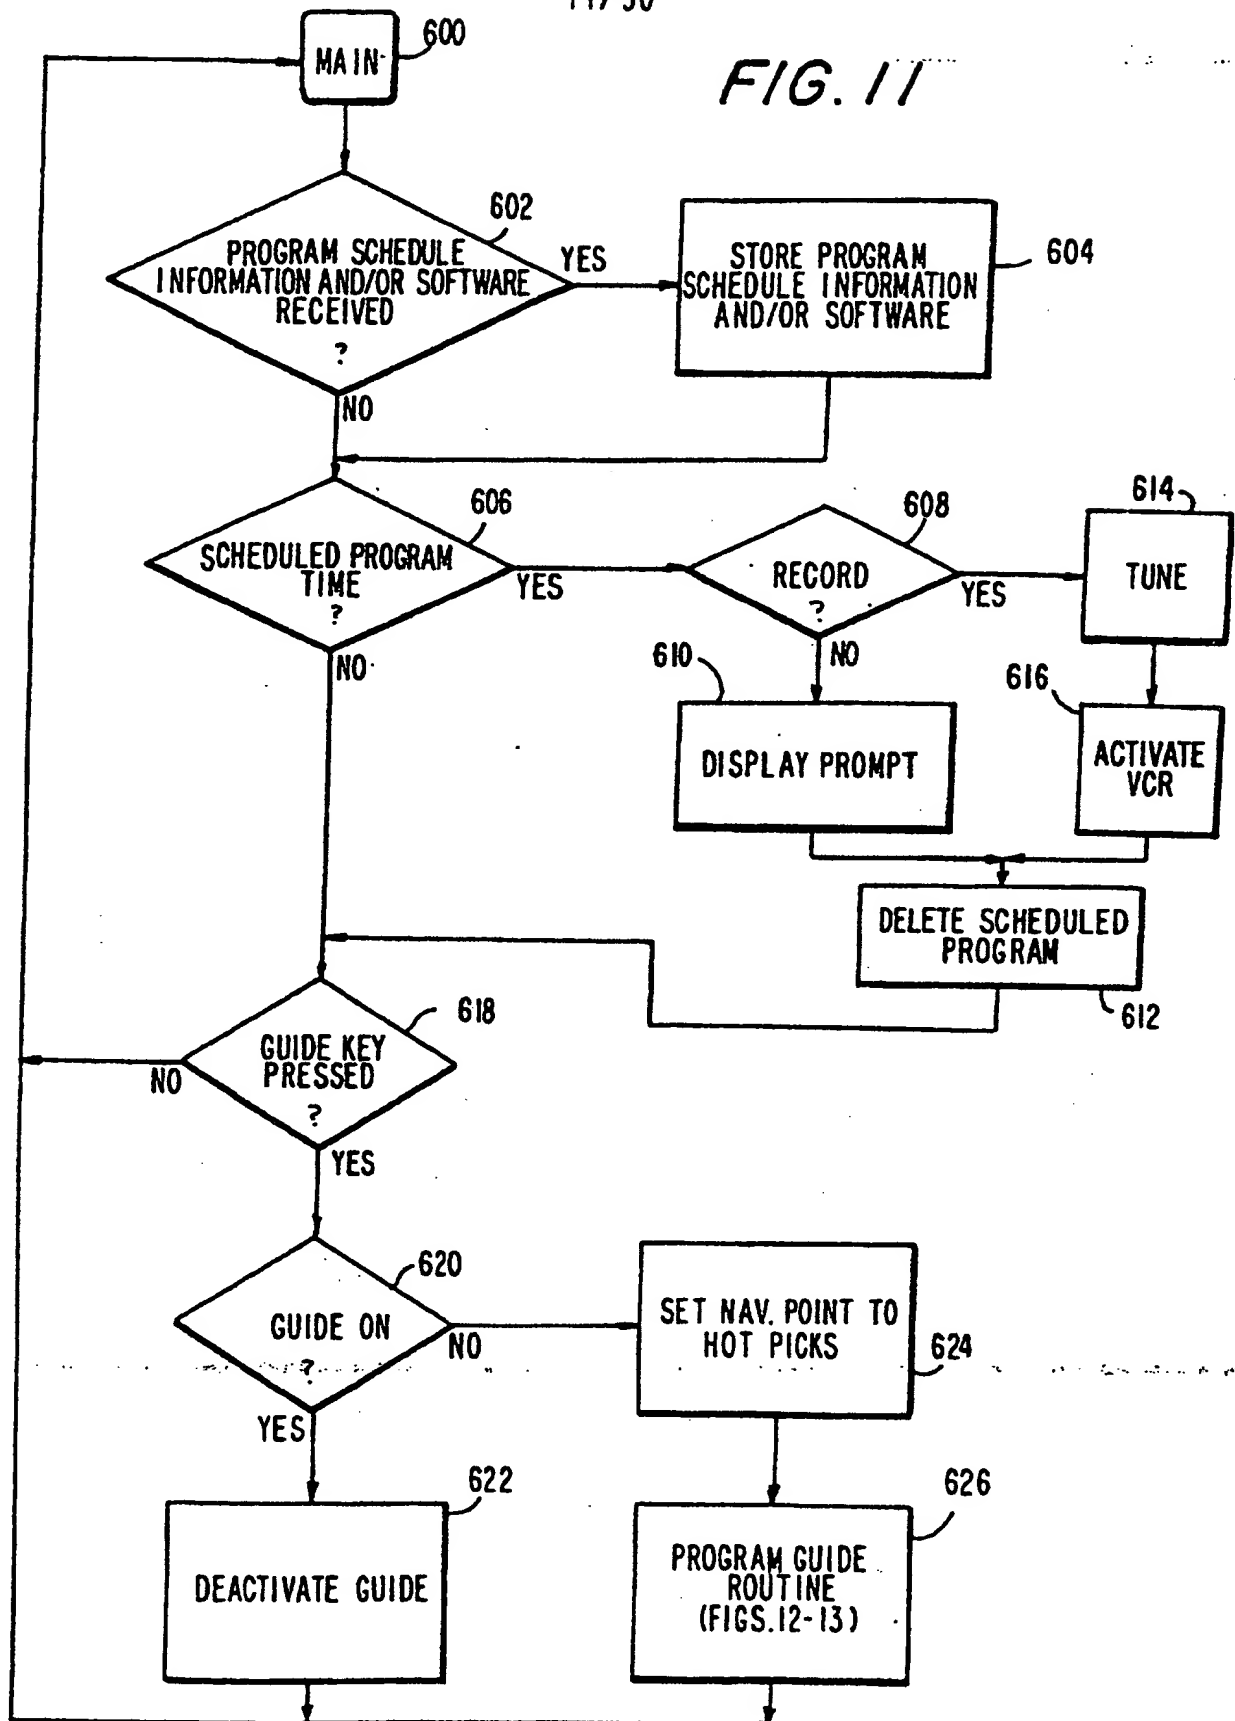 600
MAIN
FIG. 11
602
PROGRAM SCHEDULE
INFORMATION AND/OR SOFTWARE
RECEIVED
?
YES
NO
STORE PROGRAM
SCHEDULE INFORMATION
AND/OR SOFTWARE
604
606
SCHEDULED PROGRAM
TIME
?
YES
NO
608
RECORD
?
YES
NO
614
TUNE
610
DISPLAY PROMPT
616
ACTIVATE
VCR
DELETE SCHEDULED
PROGRAM
612
618
GUIDE KEY
PRESSED
?
NO
YES
620
GUIDE ON
?
NO
YES
SET NAV. POINT TO
HOT PICKS
624
622
DEACTIVATE GUIDE
626
PROGRAM GUIDE
ROUTINE
(FIGS.12-13)